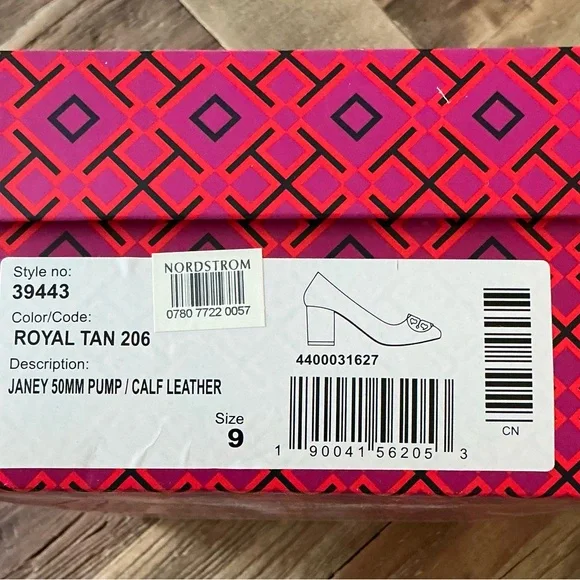 Style no:
39443
NORDSTROM
0780 7722 0057
Color/Code:
ROYAL TAN 206
4400031627
Description:
JANEY 50MM PUMP / CALF LEATHER
Size
9
1 90041 56205 3
CN